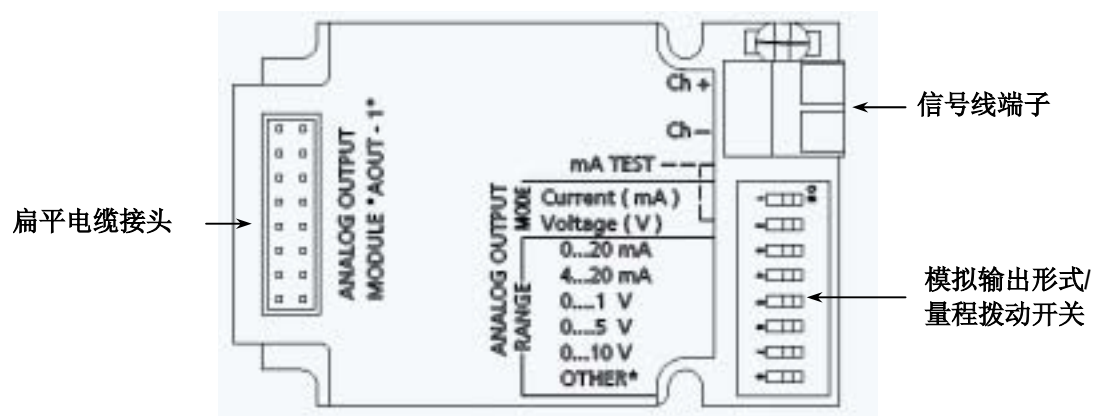 Ch +
Ch –
信号线端子
mA TEST
扁平电缆接头
ANALOG OUTPUT
MODULE "AOUT - 1"
ANALOG OUTPUT
MODE
Current ( mA )
Voltage ( V )
RANGE
0...20 mA
4...20 mA
0....1 V
0....5 V
0...10 V
OTHER*
模拟输出形式/
量程拨动开关